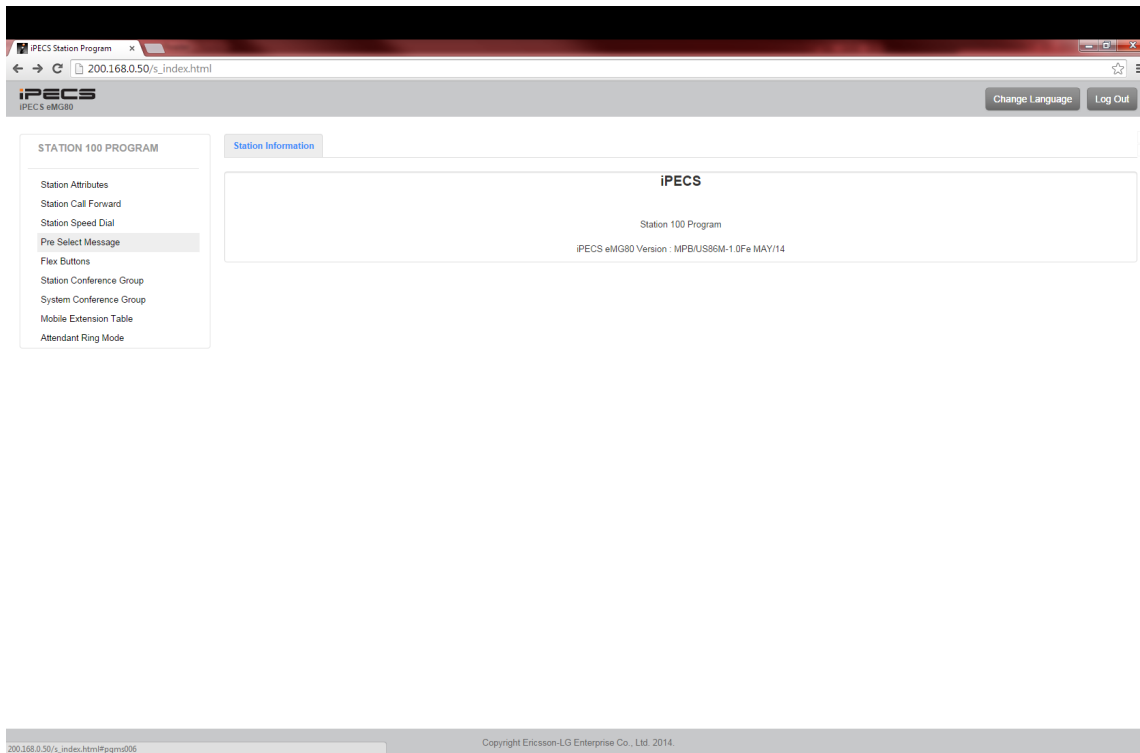 iPECS Station Program
200.168.0.50/s_index.html
iPECS
iPECS eMG80
Change Language
Log Out
STATION 100 PROGRAM
Station Attributes
Station Call Forward
Station Speed Dial
Pre Select Message
Flex Buttons
Station Conference Group
System Conference Group
Mobile Extension Table
Attendant Ring Mode
Station Information
iPECS
Station 100 Program
iPECS eMG80 Version : MPB/US86M-1.0Fe MAY/14
Copyright Ericsson-LG Enterprise Co., Ltd. 2014.
200.168.0.50/s_index.html#pgms006